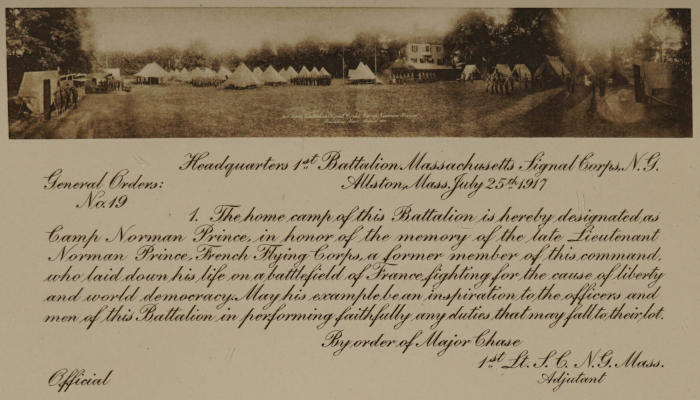 Headquarters 1st Battalion Massachusetts Signal Corps, N.G.
General Orders: Allston, Mass. July 25th 1917
No. 19
1. The home camp of this Battalion is hereby designated as
Camp Norman Prince, in honor of the memory of the late Lieutenant
Norman Prince, French Flying Corps, a former member of this command,
who laid down his life on a battlefield of France, fighting for the cause of liberty
and world democracy. May his example be an inspiration to the officers and
men of this Battalion in performing faithfully any duties that may fall to their lot.
By order of Major Chase
1st Lt. S.C. N.G. Mass.
Official Adjutant